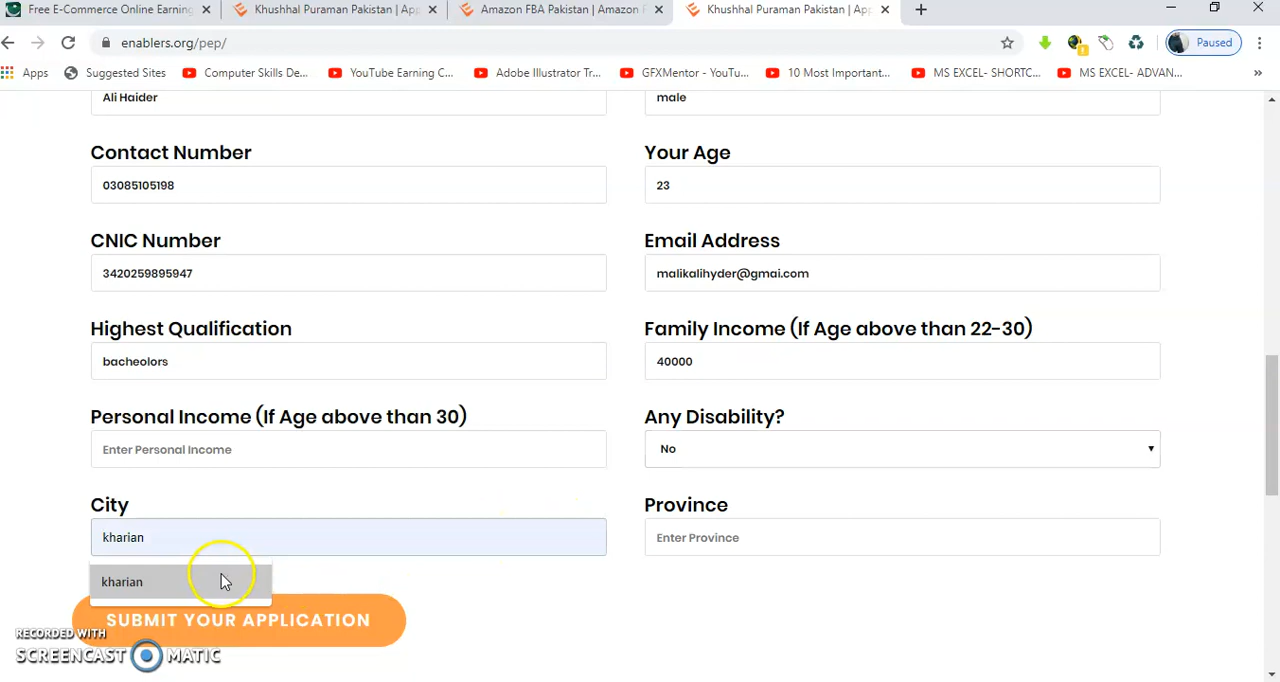 Free E-Commerce Online Earning
Khushhal Puraman Pakistan | App
Amazon FBA Pakistan | Amazon F
Khushhal Puraman Pakistan | App
enablers.org/pep/
Paused
Apps
Suggested Sites
Computer Skills De...
YouTube Earning C...
Adobe Illustrator Tr...
GFXMentor - YouTu...
10 Most Important...
MS EXCEL- SHORTC...
MS EXCEL- ADVAN...
»
Ali Haider
male
Contact Number
Your Age
03085105198
23
CNIC Number
Email Address
3420259895947
malikalihyder@gmai.com
Highest Qualification
Family Income (If Age above than 22-30)
bacheolors
40000
Personal Income (If Age above than 30)
Any Disability?
Enter Personal Income
No
City
Province
kharian
Enter Province
kharian
SUBMIT YOUR APPLICATION
RECORDED WITH
SCREENCAST MATIC